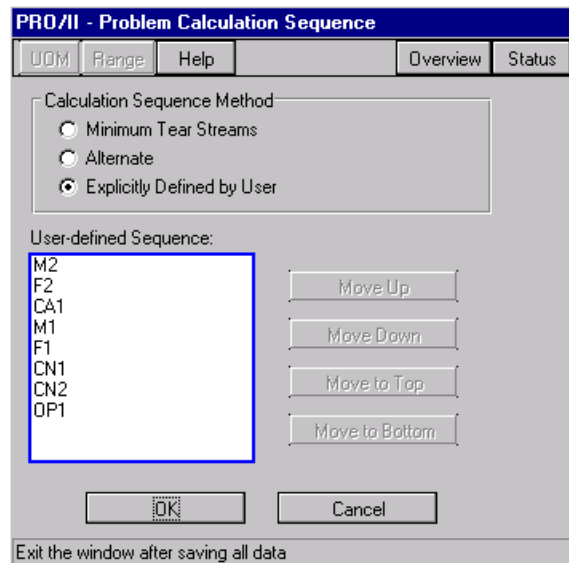 PRO/II - Problem Calculation Sequence
UOM Range Help Overview Status
Calculation Sequence Method
Minimum Tear Streams
Alternate
Explicitly Defined by User
User-defined Sequence:
M2
F2
CA1
M1
F1
CN1
CN2
OP1
Move Up
Move Down
Move to Top
Move to Bottom
OK Cancel
Exit the window after saving all data